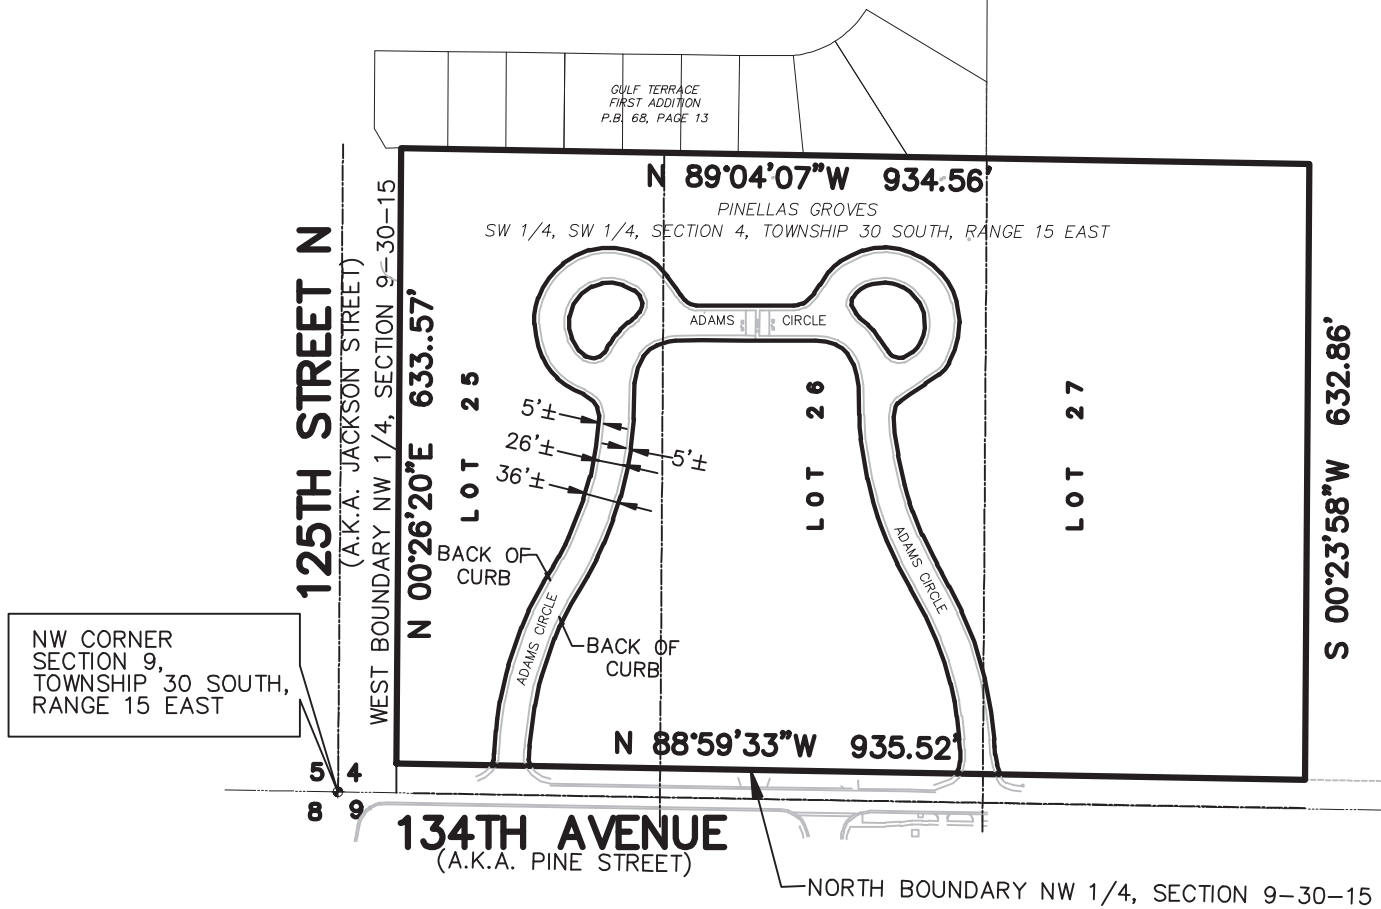 GULF TERRACE
FIRST ADDITION
P.B. 68, PAGE 13
N 89°04'07"W 934.56'
PINELLAS GROVES
SW 1/4, SW 1/4, SECTION 4, TOWNSHIP 30 SOUTH, RANGE 15 EAST
125TH STREET N
(A.K.A. JACKSON STREET)
WEST BOUNDARY NW 1/4, SECTION 9-30-15
N 00°26'20"E 633..57'
LOT 25
ADAMS CIRCLE
5'±
26'±
5'±
36'±
LOT 26
LOT 27
S 00°23'58"W 632.86'
BACK OF
CURB
ADAMS CIRCLE
BACK OF
CURB
ADAMS CIRCLE
NW CORNER
SECTION 9,
TOWNSHIP 30 SOUTH,
RANGE 15 EAST
N 88°59'33"W 935.52'
5 4
8 9
134TH AVENUE
(A.K.A. PINE STREET)
NORTH BOUNDARY NW 1/4, SECTION 9-30-15